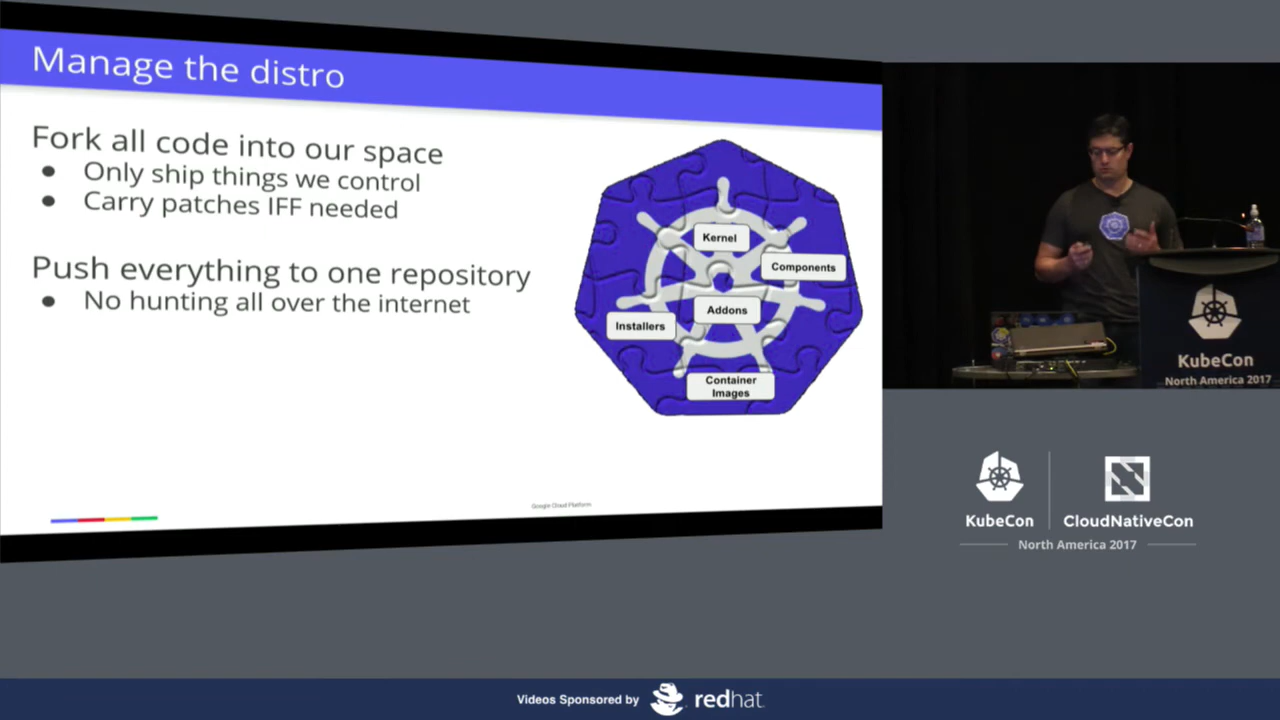 Manage the distro
Fork all code into our space
● Only ship things we control
● Carry patches IFF needed
Push everything to one repository
● No hunting all over the internet
Kernel
Components
Addons
Installers
Container
Images
Google Cloud Platform
KubeCon
North America 2017
KubeCon
CloudNativeCon
North America 2017
Videos Sponsored by
redhat